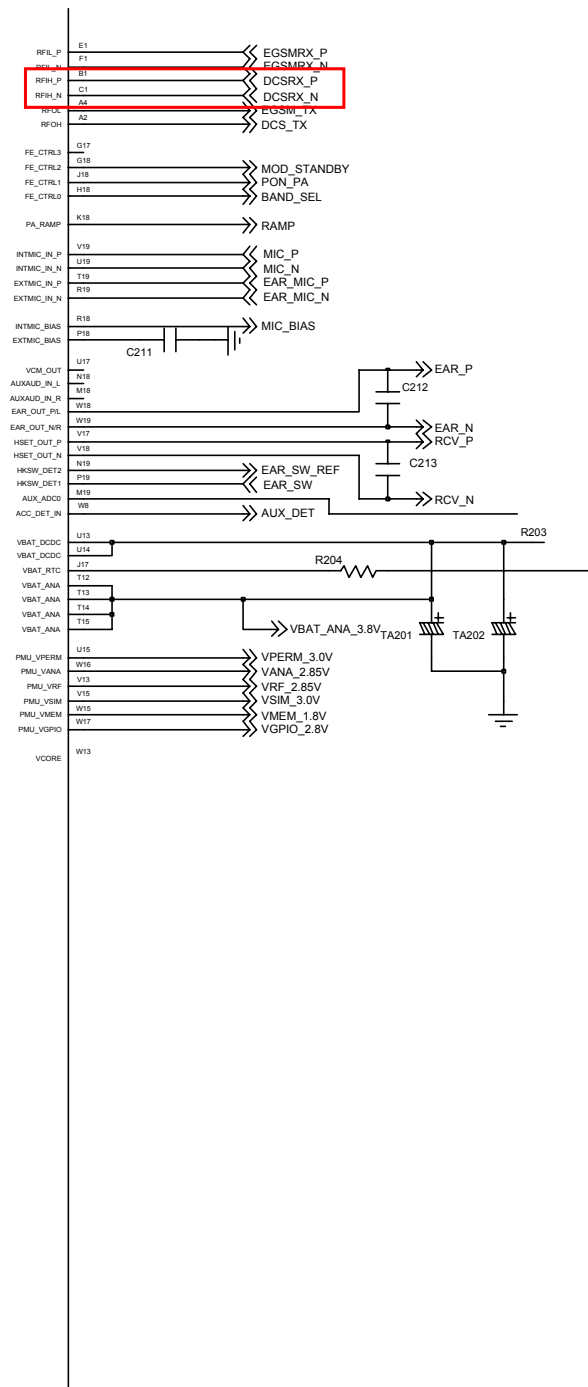 RFIL_P E1 EGSMRX_P
RFIL_N F1 EGSMRX_N
RFIH_P B1 DCSRX_P
RFIH_N C1 DCSRX_N
RFOL A4 EGSM_TX
RFOH A2 DCS_TX
FE_CTRL3 G17
FE_CTRL2 G18 MOD_STANDBY
FE_CTRL1 J18 PON_PA
FE_CTRL0 H18 BAND_SEL
PA_RAMP K18 RAMP
INTMIC_IN_P V19 MIC_P
INTMIC_IN_N U19 MIC_N
EXTMIC_IN_P T19 EAR_MIC_P
EXTMIC_IN_N R19 EAR_MIC_N
INTMIC_BIAS R18 MIC_BIAS
EXTMIC_BIAS P18
C211
VCM_OUT U17 EAR_P
AUXAUD_IN_L N18 C212
AUXAUD_IN_R M18
EAR_OUT_P/L W18
EAR_OUT_N/R W19 EAR_N
HSET_OUT_P V17 RCV_P
HSET_OUT_N V18 C213
HKSW_DET2 N19 EAR_SW_REF
HKSW_DET1 P19 EAR_SW
AUX_ADC0 M19 RCV_N
ACC_DET_IN W8 AUX_DET
VBAT_DCDC U13 R203
VBAT_DCDC U14
VBAT_RTC J17 R204
VBAT_ANA T12
VBAT_ANA T13
VBAT_ANA T14
VBAT_ANA T15 VBAT_ANA_3.8V TA201 + TA202 +
PMU_VPERM U15 VPERM_3.0V
PMU_VANA W16 VANA_2.85V
PMU_VRF V13 VRF_2.85V
PMU_VSIM V15 VSIM_3.0V
PMU_VMEM W15 VMEM_1.8V
PMU_VGPIO W17 VGPIO_2.8V
VCORE W13